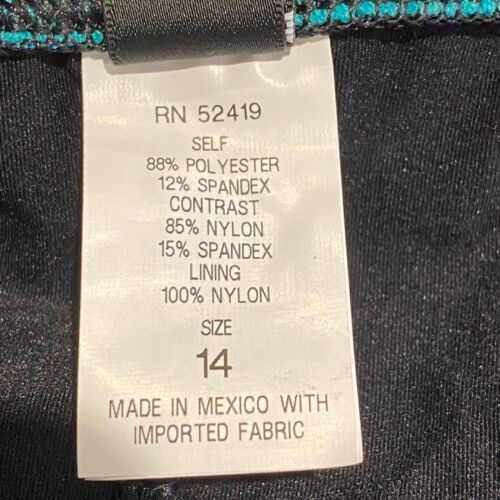 RN 52419
SELF
88% POLYESTER
12% SPANDEX
CONTRAST
85% NYLON
15% SPANDEX
LINING
100% NYLON
SIZE
14
MADE IN MEXICO WITH
IMPORTED FABRIC